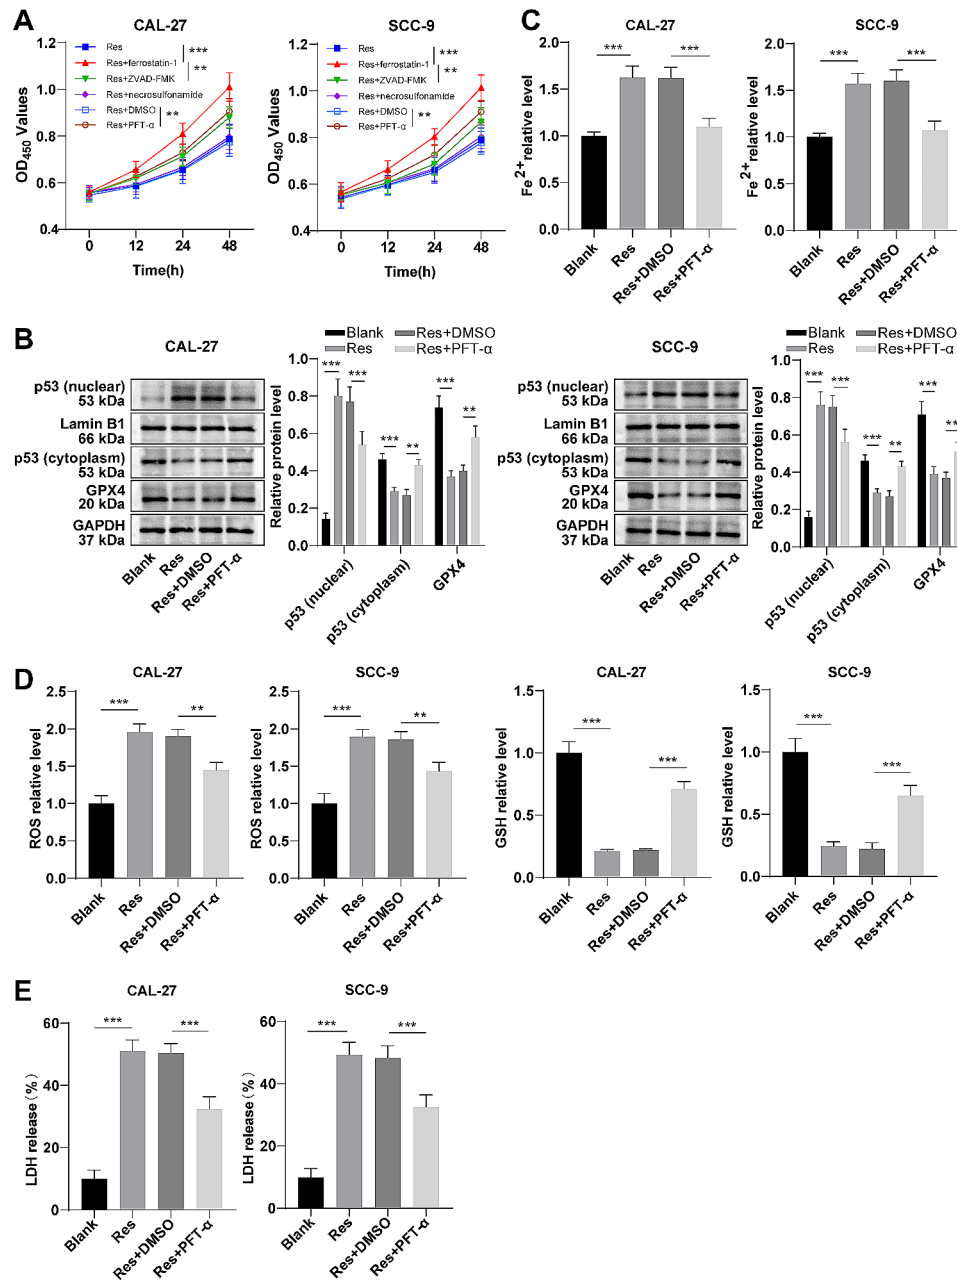 A
CAL-27
OD450 Values
1.2
1.0
0.8
0.6
0.4
0
12
24
48
Time(h)
Res
Res+ferrostatin-1
Res+ZVAD-FMK
Res+necrosulfonamide
Res+DMSO
Res+PFT-α
***
**
**
SCC-9
OD450 Values
1.2
1.0
0.8
0.6
0.4
0
12
24
48
Time(h)
Res
Res+ferrostatin-1
Res+ZVAD-FMK
Res+necrosulfonamide
Res+DMSO
Res+PFT-α
***
**
**
C
CAL-27
Fe2+relative level
2.0
1.5
1.0
0.5
0.0
***
***
Blank
Res
Res+DMSO
Res+PFT-α
SCC-9
Fe2+relative level
2.0
1.5
1.0
0.5
0.0
***
***
Blank
Res
Res+DMSO
Res+PFT-α
B
CAL-27
p53 (nuclear)
53 kDa
Lamin B1
66 kDa
p53 (cytoplasm)
53 kDa
GPX4
20 kDa
GAPDH
37 kDa
Blank
Res
Res+DMSO
Res+PFT-α
Blank
Res
Res+DMSO
Res+PFT-α
Relative protein level
1.0
0.8
0.6
0.4
0.2
0.0
*** ***
*** **
***
**
p53 (nuclear)
p53 (cytoplasm)
GPX4
SCC-9
p53 (nuclear)
53 kDa
Lamin B1
66 kDa
p53 (cytoplasm)
53 kDa
GPX4
20 kDa
GAPDH
37 kDa
Blank
Res
Res+DMSO
Res+PFT-α
Blank
Res
Res+DMSO
Res+PFT-α
Relative protein level
1.0
0.8
0.6
0.4
0.2
0.0
*** ***
*** **
***
**
p53 (nuclear)
p53 (cytoplasm)
GPX4
D
CAL-27
ROS relative level
2.5
2.0
1.5
1.0
0.5
0.0
***
**
Blank
Res
Res+DMSO
Res+PFT-α
SCC-9
ROS relative level
2.5
2.0
1.5
1.0
0.5
0.0
***
**
Blank
Res
Res+DMSO
Res+PFT-α
CAL-27
GSH relative level
1.5
1.0
0.5
0.0
***
***
Blank
Res
Res+DMSO
Res+PFT-α
SCC-9
GSH relative level
1.5
1.0
0.5
0.0
***
***
Blank
Res
Res+DMSO
Res+PFT-α
E
CAL-27
LDH release (%)
60
40
20
0
***
***
Blank
Res
Res+DMSO
Res+PFT-α
SCC-9
LDH release (%)
60
40
20
0
***
***
Blank
Res
Res+DMSO
Res+PFT-α